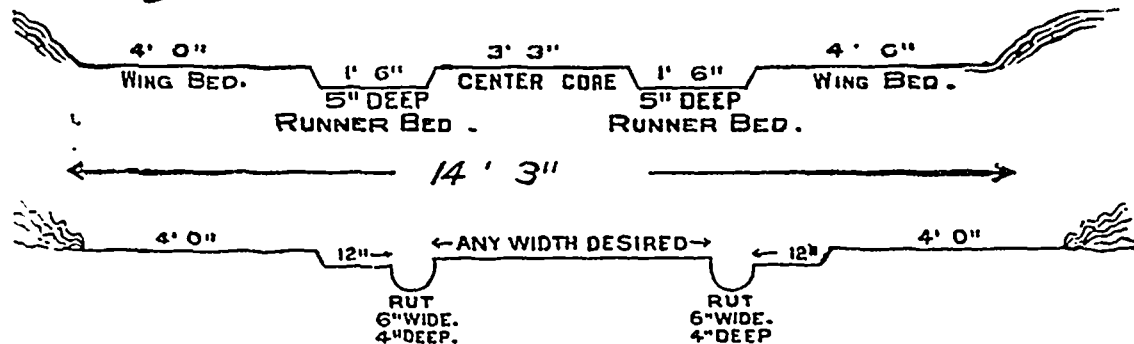 4' 0" 3' 3" 4' 0"
WING BED. 1' 6" CENTER CORE 1' 6" WING BED.
5" DEEP 5" DEEP
RUNNER BED. RUNNER BED.
14' 3"
4' 0" 12" ANY WIDTH DESIRED 12" 4' 0"
RUT RUT
6" WIDE. 6" WIDE.
4" DEEP. 4" DEEP